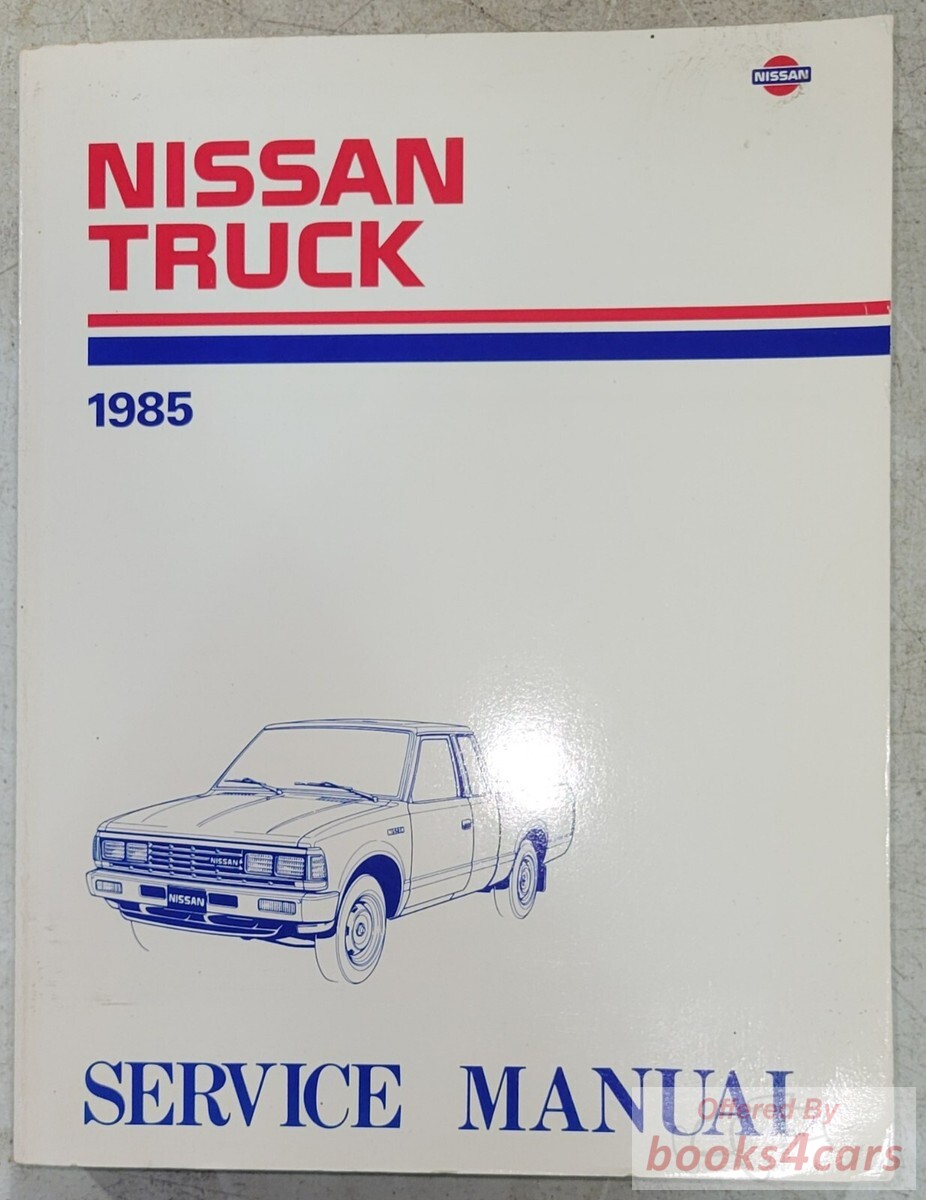 NISSAN
NISSAN
TRUCK
1985
NISSAN
NISSAN
SERVICE MANUAL
Offered By
books4cars